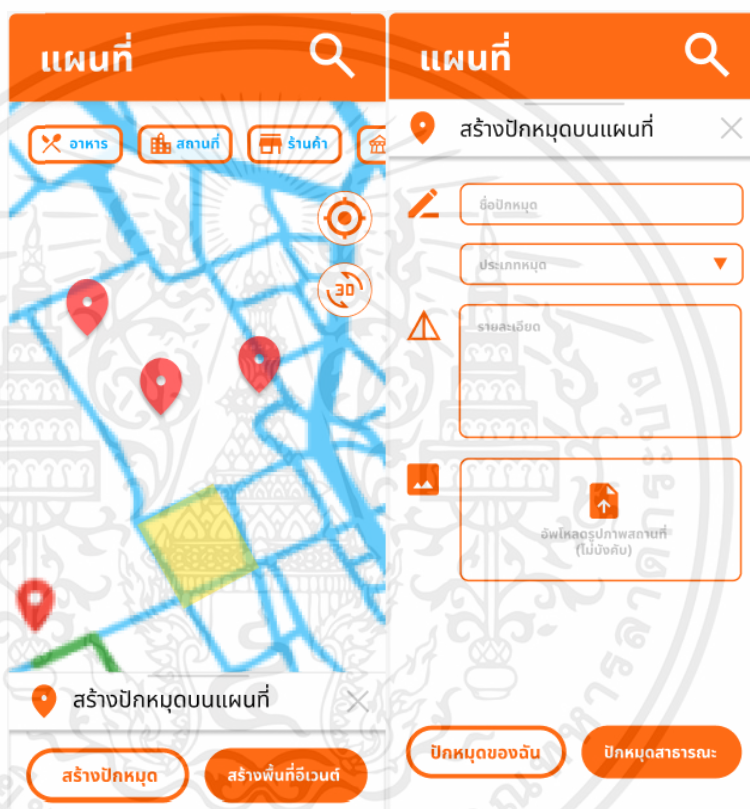 แผนที่
อาหาร
สถานที่
ร้านค้า
3D
สร้างปักหมุดบนแผนที่
สร้างปักหมุด
สร้างพื้นที่อีเวนต์
แผนที่
สร้างปักหมุดบนแผนที่
ชื่อปักหมุด
ประเภทหมุด
รายละเอียด
อัพโหลดรูปภาพสถานที่
(ไม่บังคับ)
ปักหมุดของฉัน
ปักหมุดสาธารณะ